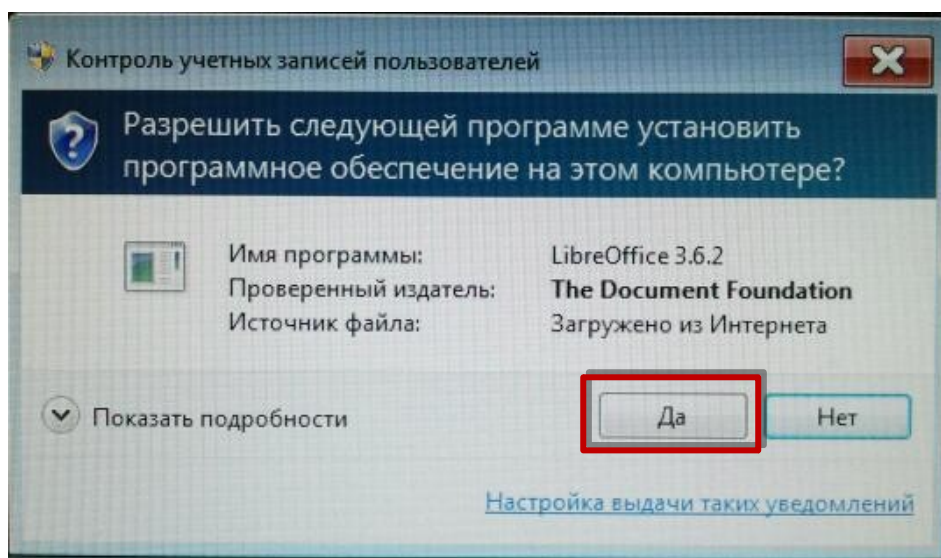 Контроль учетных записей пользователей
Разрешить следующей программе установить
программное обеспечение на этом компьютере?
Имя программы: LibreOffice 3.6.2
Проверенный издатель: The Document Foundation
Источник файла: Загружено из Интернета
Показать подробности
Да
Нет
Настройка выдачи таких уведомлений